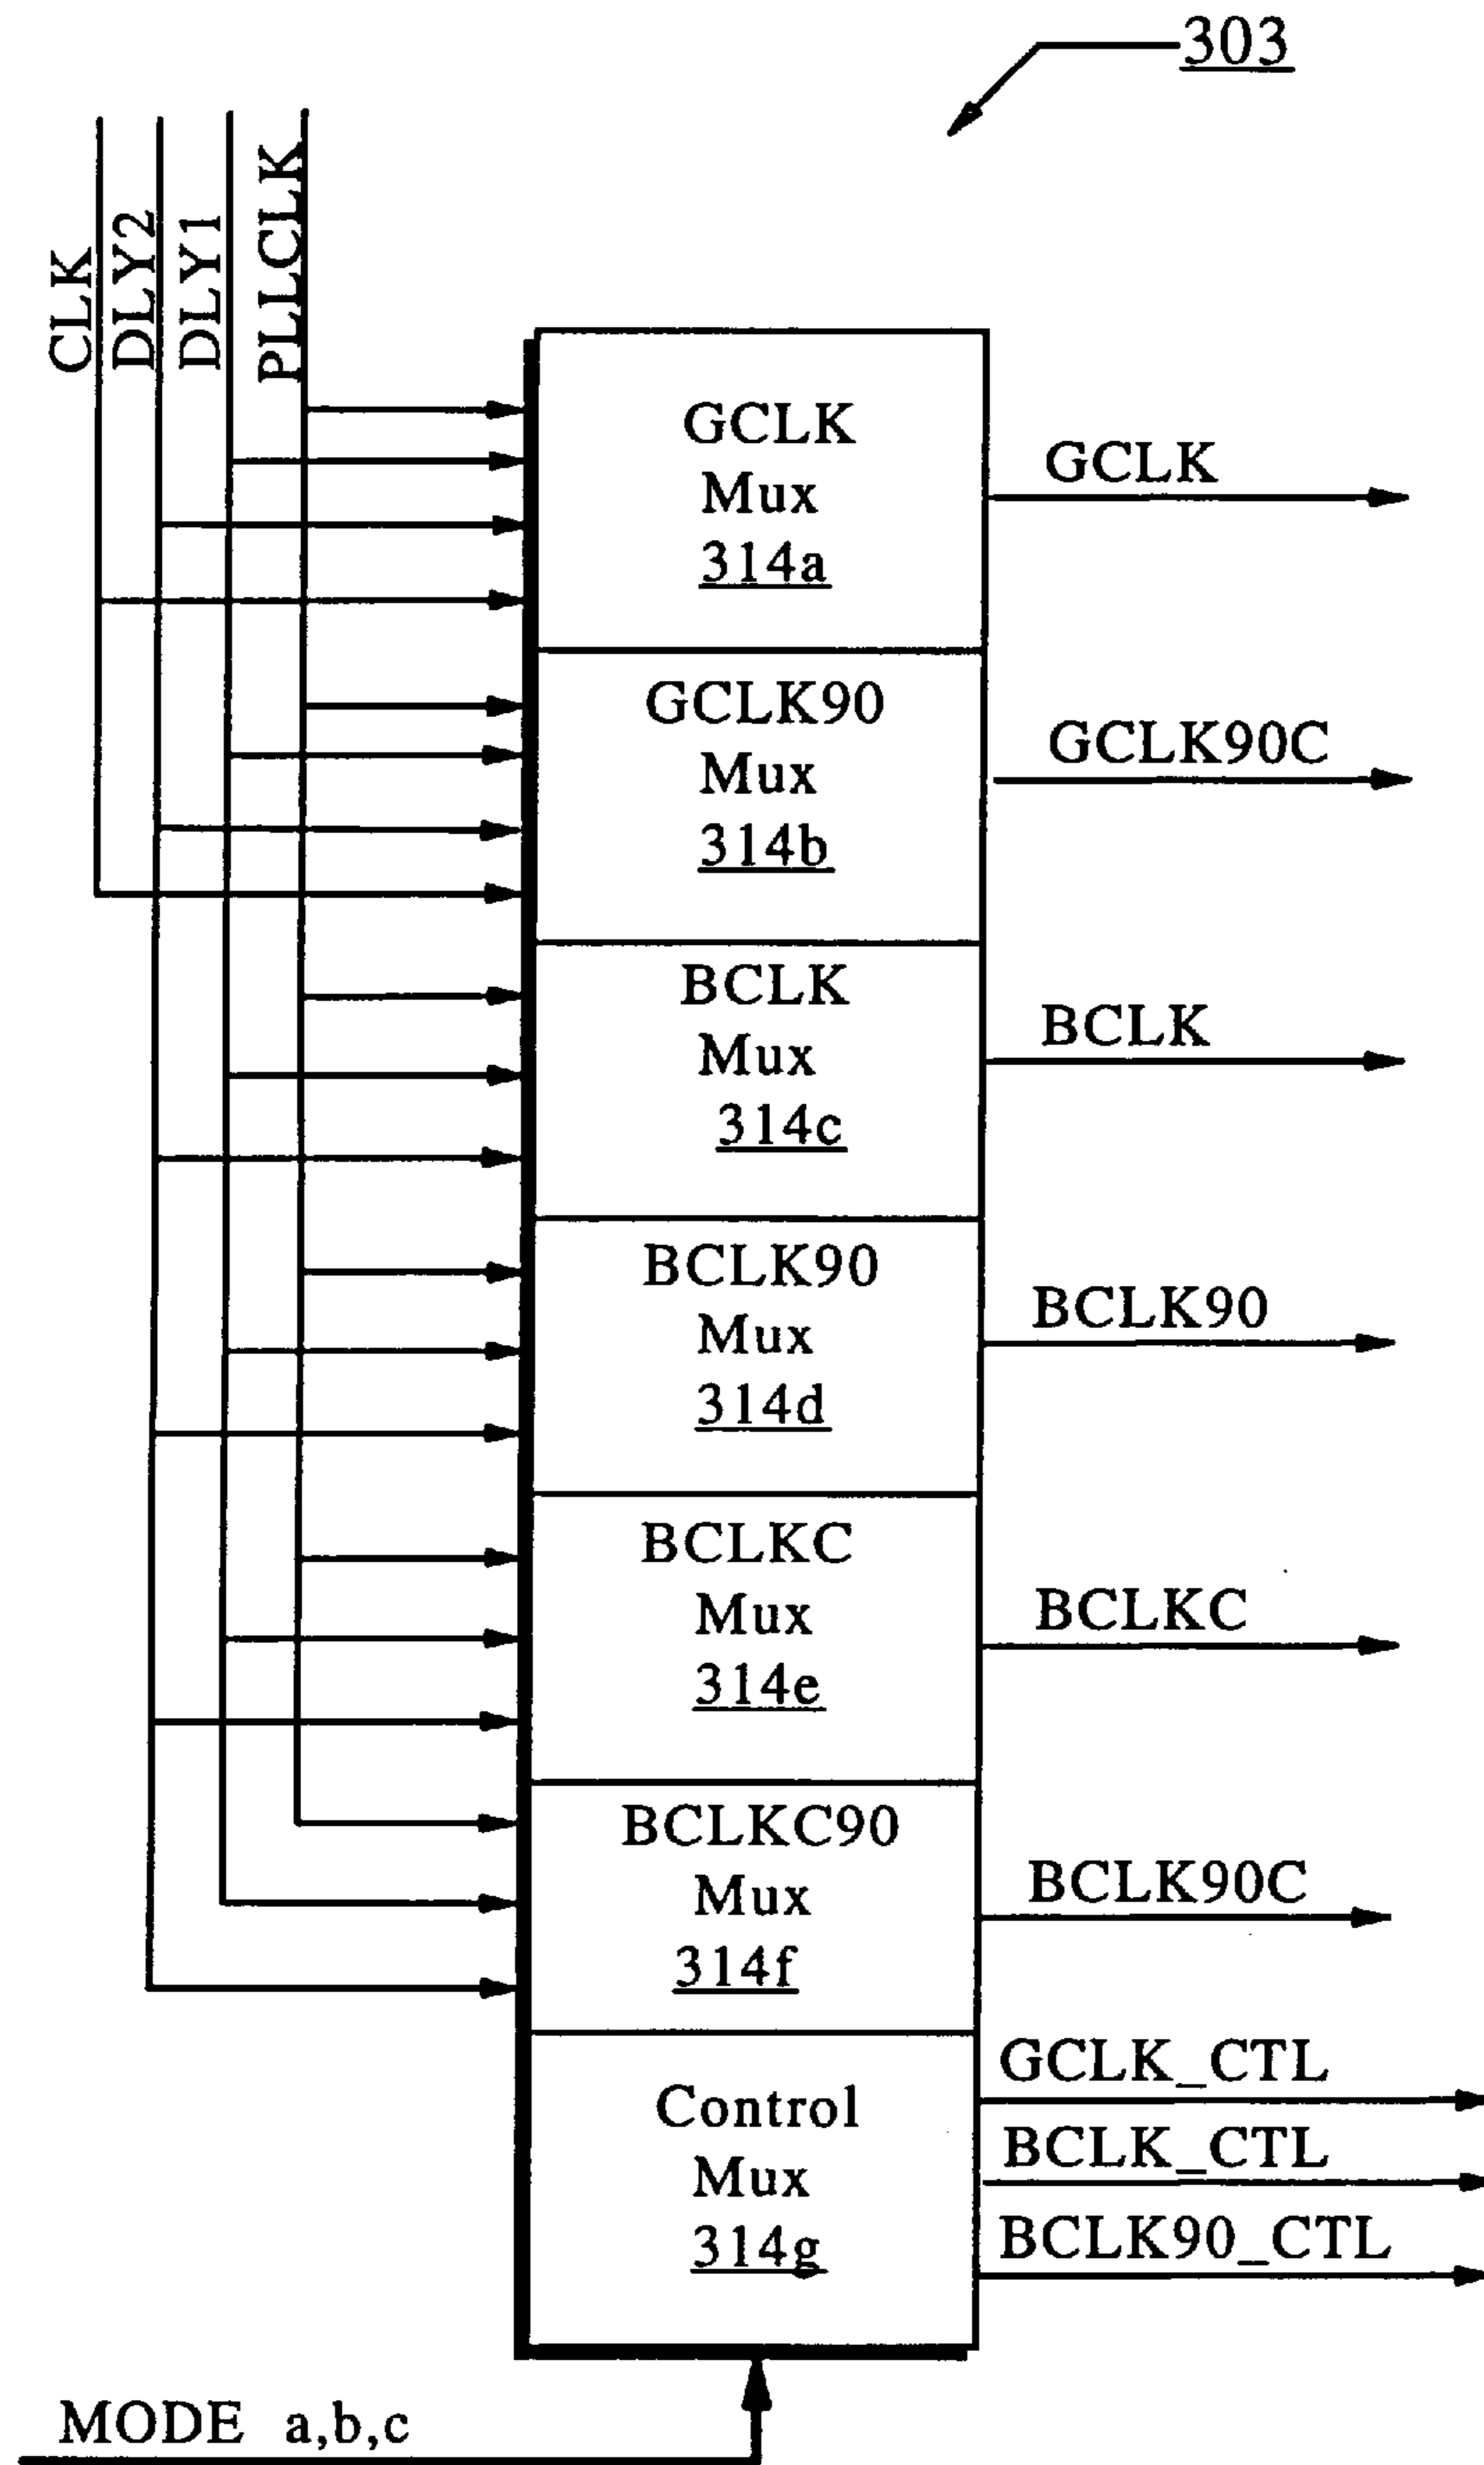 303
CLK
DLY2
DLY1
PLLCLK
GCLK
Mux
314a
GCLK
GCLK90
Mux
314b
GCLK90C
BCLK
Mux
314c
BCLK
BCLK90
Mux
314d
BCLK90
BCLKC
Mux
314e
BCLKC
BCLKC90
Mux
314f
BCLK90C
Control
Mux
314g
GCLK_CTL
BCLK_CTL
BCLK90_CTL
MODE a,b,c